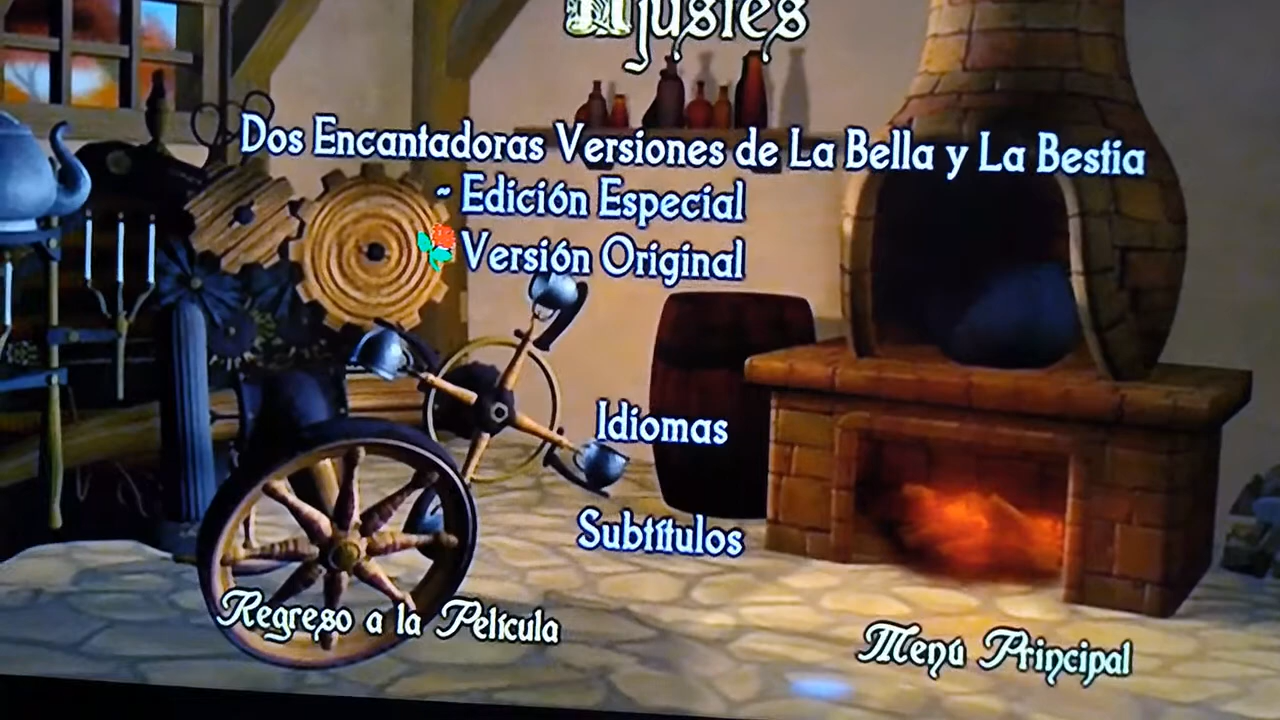 Ajustes
Dos Encantadoras Versiones de La Bella y La Bestia
~ Edición Especial
Versión Original
Idiomas
Subtítulos
Regreso a la Película
Menú Principal